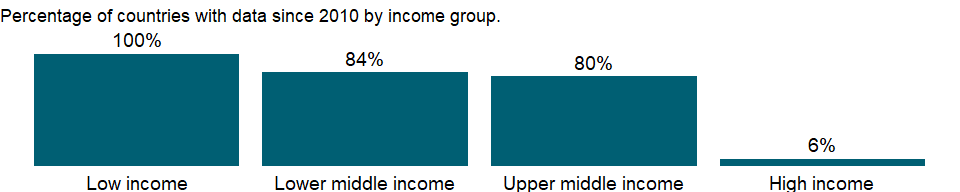 Percentage of countries with data since 2010 by income group.
100%
84%
80%
6%
Low income
Lower middle income
Upper middle income
High income